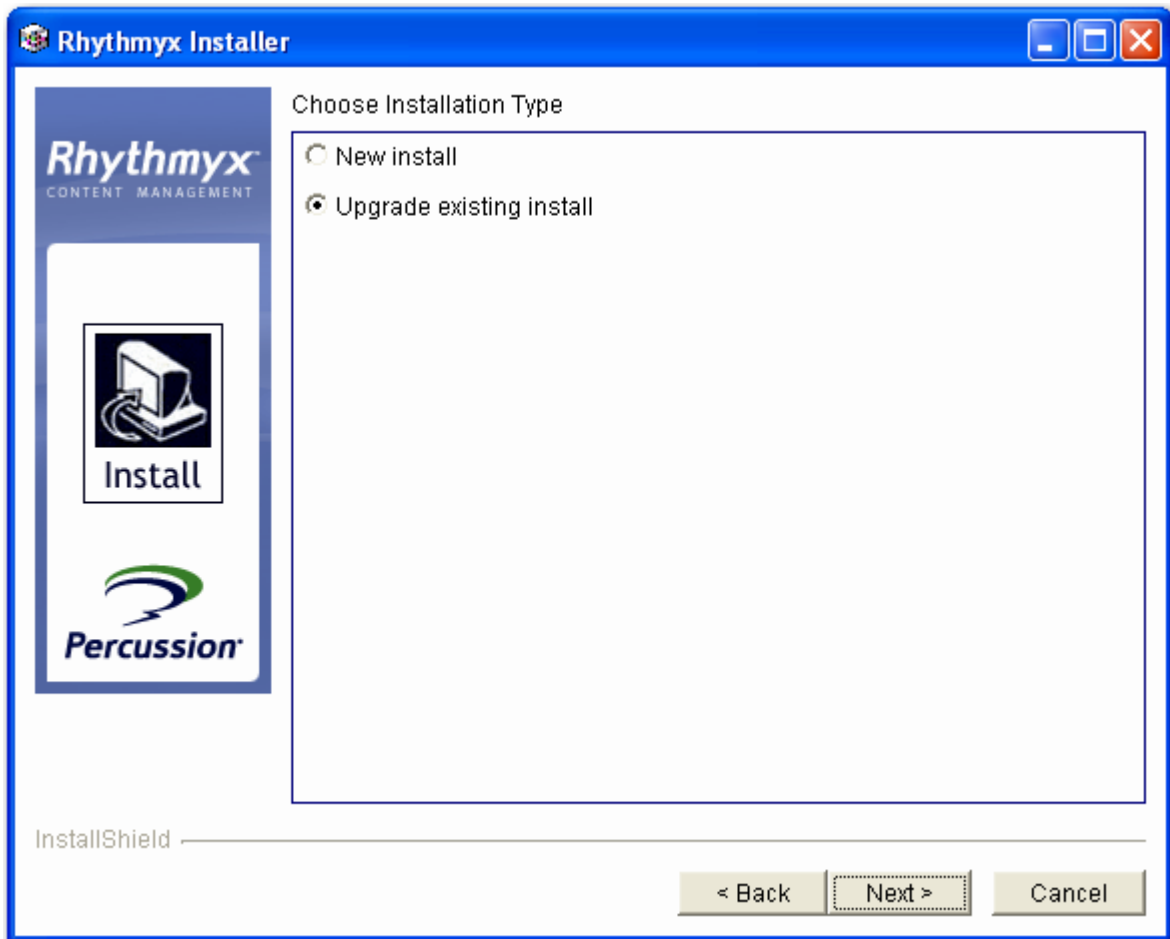 Rhythmyx Installer
Choose Installation Type
New install
Upgrade existing install
Rhythmyx
CONTENT MANAGEMENT
Install
Percussion
InstallShield
< Back
Next >
Cancel